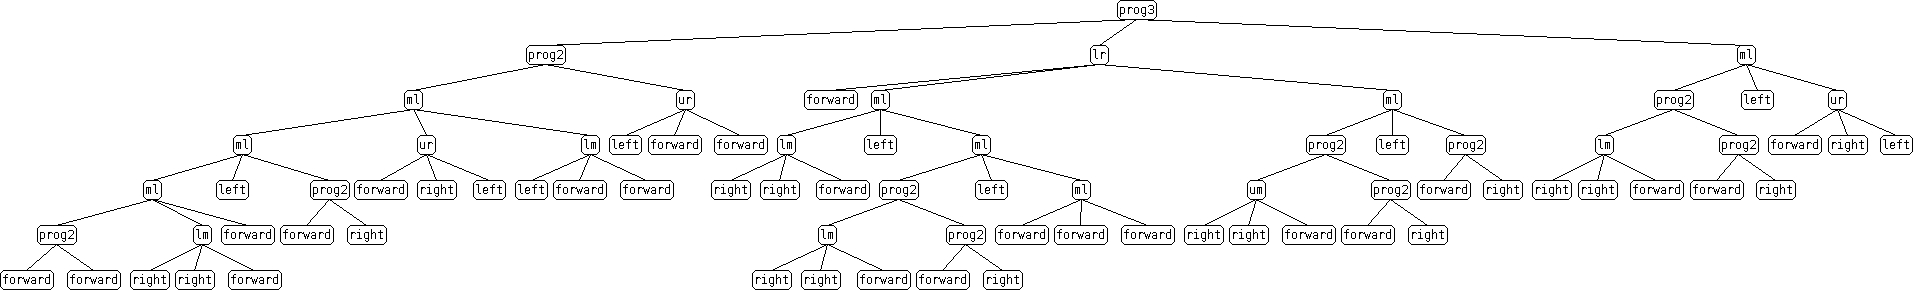 prog3
prog2 lr ml
ml ur forward ml ml prog2 left ur
ml ur lm left forward forward lm left ml prog2 left prog2 lm prog2 forward right left
ml left prog2 forward right left left forward forward right right forward prog2 left ml um prog2 forward right right right forward forward right
prog2 lm forward forward right lm prog2 forward forward forward right right forward forward right
forward forward right right forward right right forward forward right